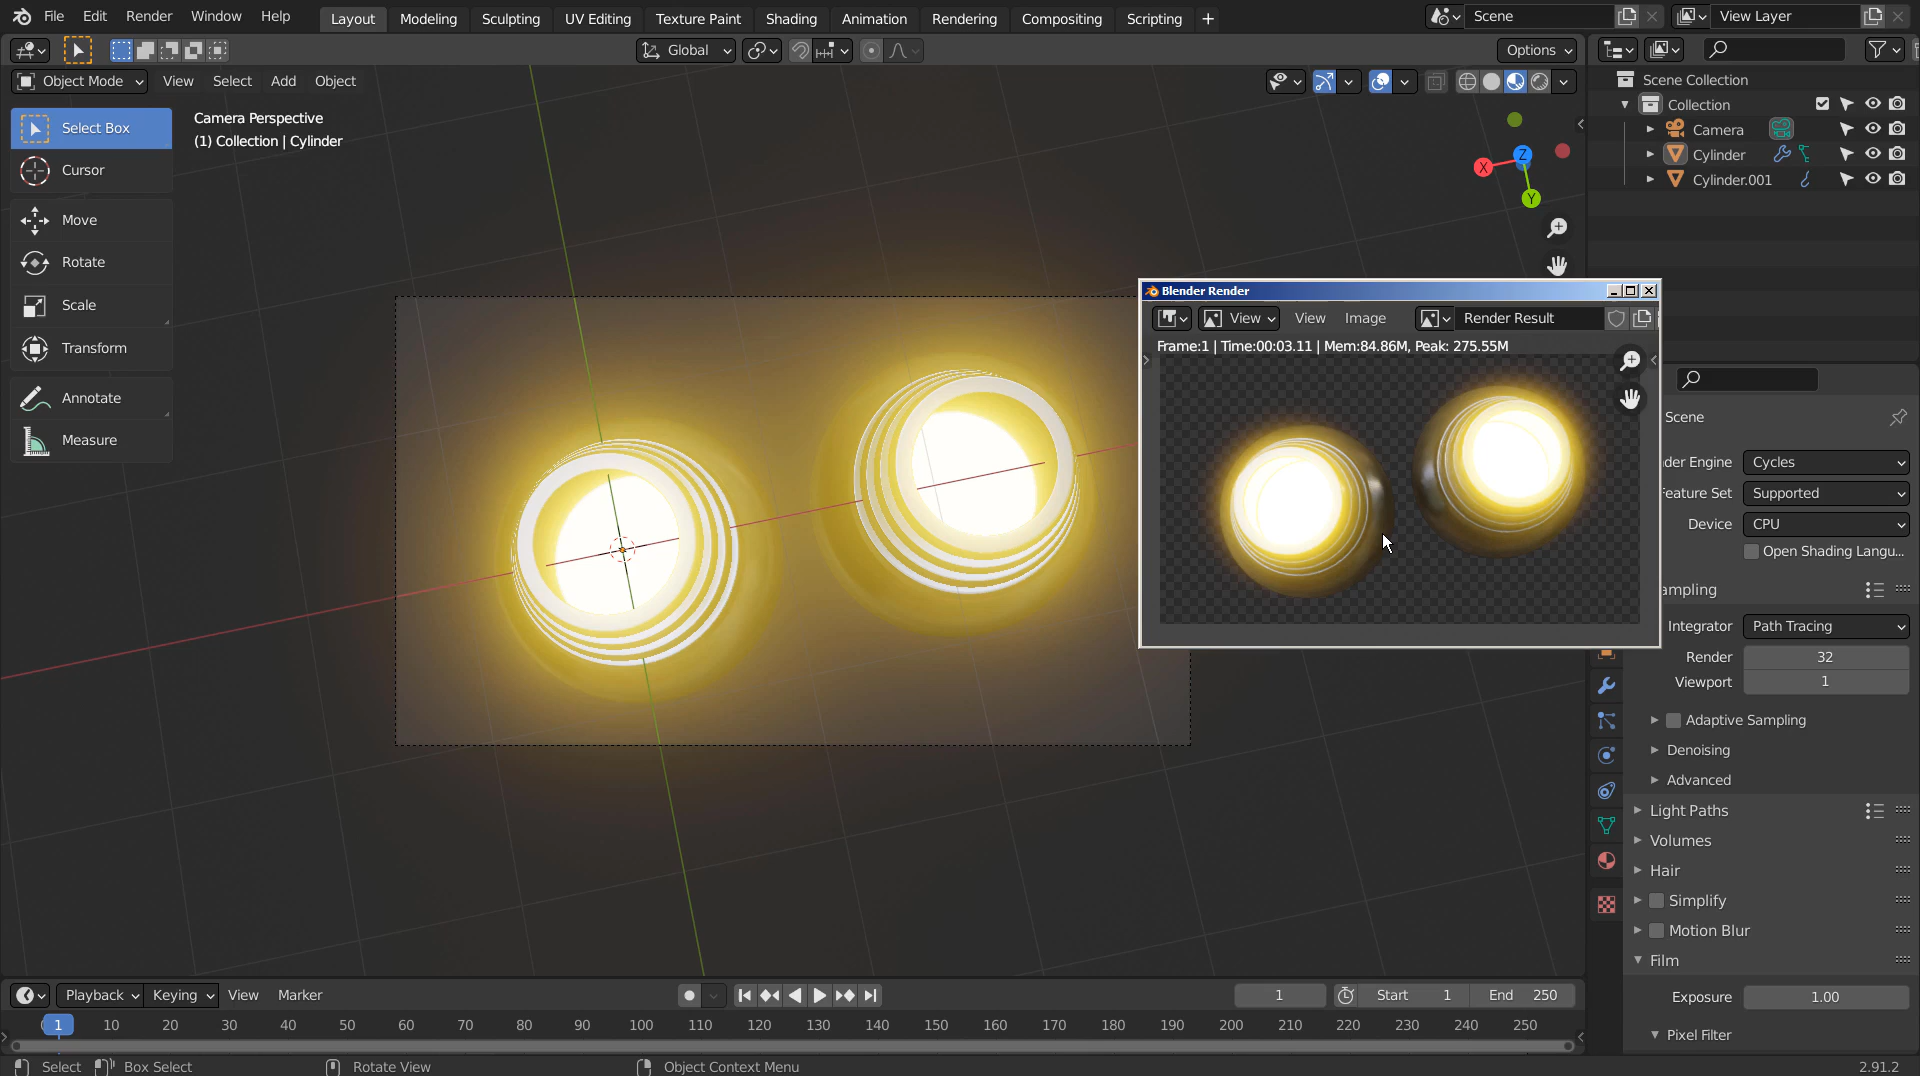 File Edit Render Window Help Layout Modeling Sculpting UV Editing Texture Paint Shading Animation Rendering Compositing Scripting + Scene View Layer
Global Options
Object Mode View Select Add Object
Scene Collection
Collection
Camera
Cylinder
Cylinder.001
Select Box
Cursor
Move
Rotate
Scale
Transform
Annotate
Measure
Camera Perspective
(1) Collection | Cylinder
X Z Y
Blender Render
View View Image Render Result
Frame:1 | Time:00:03.11 | Mem:84.86M, Peak: 275.55M
Scene
der Engine Cycles
eature Set Supported
Device CPU
Open Shading Langu...
ampling
Integrator Path Tracing
Render 32
Viewport 1
Adaptive Sampling
Denoising
Advanced
Light Paths
Volumes
Hair
Simplify
Motion Blur
Film
Exposure 1.00
Pixel Filter
Playback Keying View Marker 1 Start 1 End 250
1 10 20 30 40 50 60 70 80 90 100 110 120 130 140 150 160 170 180 190 200 210 220 230 240 250
Select Box Select Rotate View Object Context Menu 2.91.2